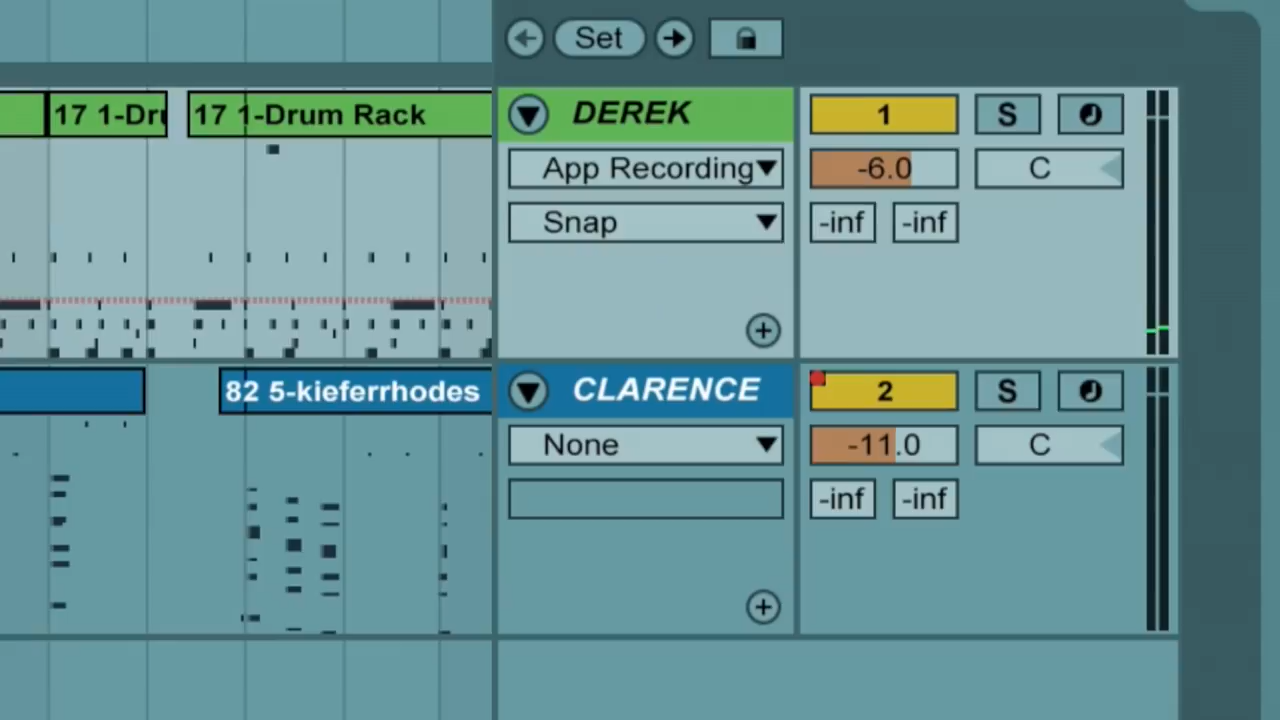 Set
17 1-Dru
17 1-Drum Rack
DEREK
1
S
App Recording
-6.0
C
Snap
-inf
-inf
82 5-kieferrhodes
CLARENCE
2
S
None
-11.0
C
-inf
-inf